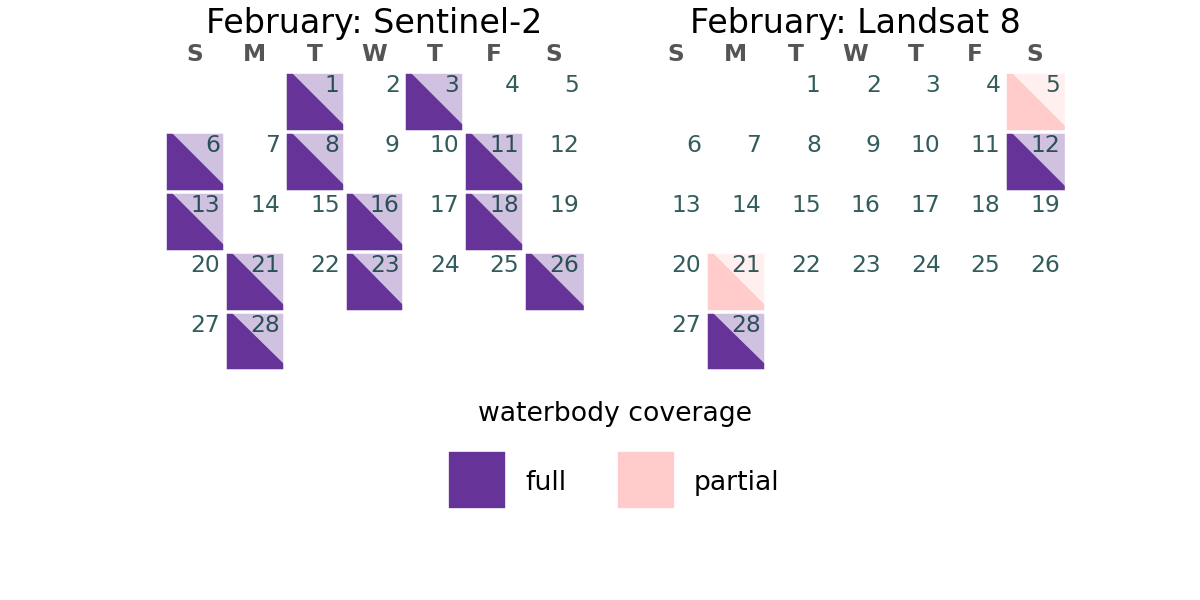 February: Sentinel-2
S M T W T F S
1 2 3 4 5
6 7 8 9 10 11 12
13 14 15 16 17 18 19
20 21 22 23 24 25 26
27 28
February: Landsat 8
S M T W T F S
1 2 3 4 5
6 7 8 9 10 11 12
13 14 15 16 17 18 19
20 21 22 23 24 25 26
27 28
waterbody coverage
full
partial